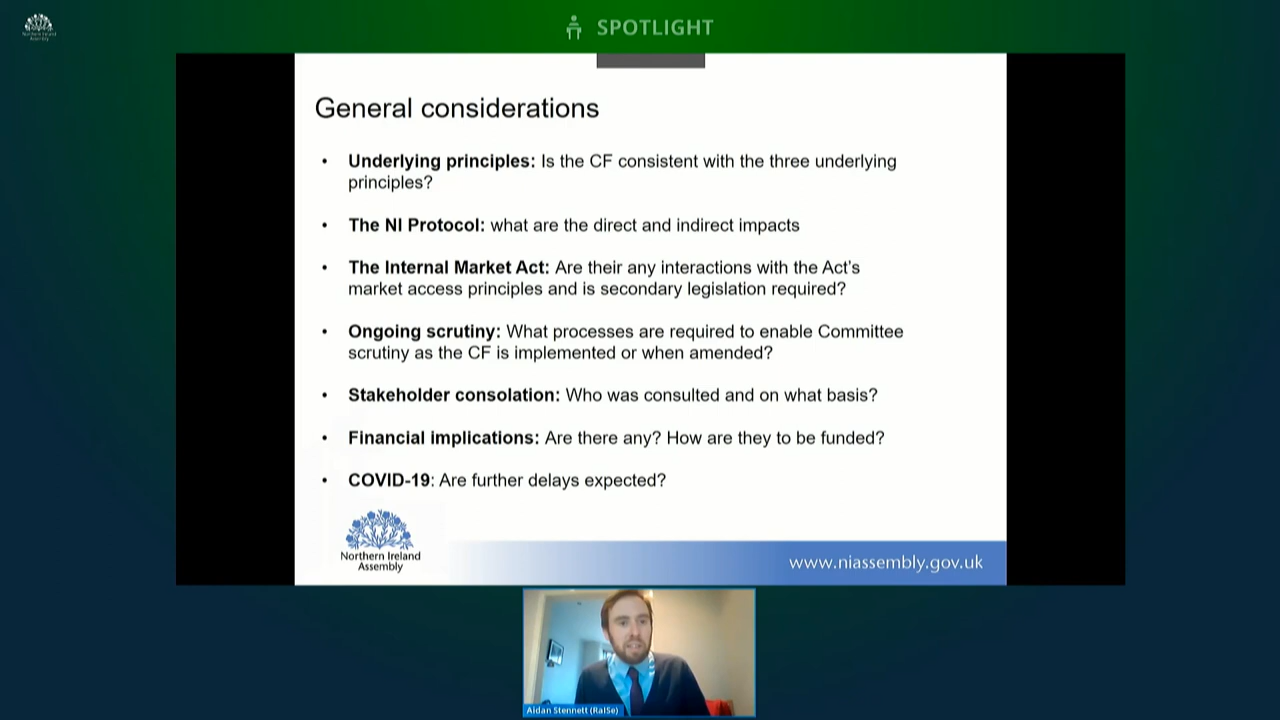 Northern Ireland
Assembly
SPOTLIGHT
General considerations
• Underlying principles: Is the CF consistent with the three underlying
principles?
• The NI Protocol: what are the direct and indirect impacts
• The Internal Market Act: Are their any interactions with the Act's
market access principles and is secondary legislation required?
• Ongoing scrutiny: What processes are required to enable Committee
scrutiny as the CF is implemented or when amended?
• Stakeholder consolation: Who was consulted and on what basis?
• Financial implications: Are there any? How are they to be funded?
• COVID-19: Are further delays expected?
Northern Ireland
Assembly
www.niassembly.gov.uk
Aidan Stennett (RaISe)